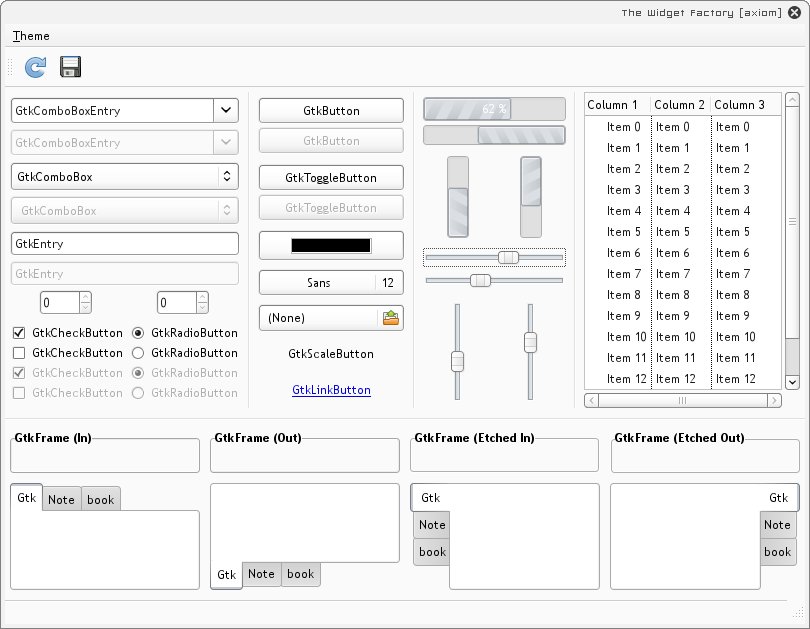 The Widget Factory [axiom]
Theme
GtkComboBoxEntry
GtkComboBoxEntry
GtkComboBox
GtkComboBox
GtkEntry
GtkEntry
0 0
GtkCheckButton GtkRadioButton
GtkCheckButton GtkRadioButton
GtkCheckButton GtkRadioButton
GtkCheckButton GtkRadioButton
GtkButton
GtkButton
GtkToggleButton
GtkToggleButton
Sans 12
(None)
GtkScaleButton
GtkLinkButton
62 %
Column 1 Column 2 Column 3
Item 0 Item 0 Item 0
Item 1 Item 1 Item 1
Item 2 Item 2 Item 2
Item 3 Item 3 Item 3
Item 4 Item 4 Item 4
Item 5 Item 5 Item 5
Item 6 Item 6 Item 6
Item 7 Item 7 Item 7
Item 8 Item 8 Item 8
Item 9 Item 9 Item 9
Item 10 Item 10 Item 10
Item 11 Item 11 Item 11
Item 12 Item 12 Item 12
GtkFrame (In) GtkFrame (Out) GtkFrame (Etched In) GtkFrame (Etched Out)
Gtk Note book
Gtk Note book
Gtk
Note
book
Gtk
Note
book